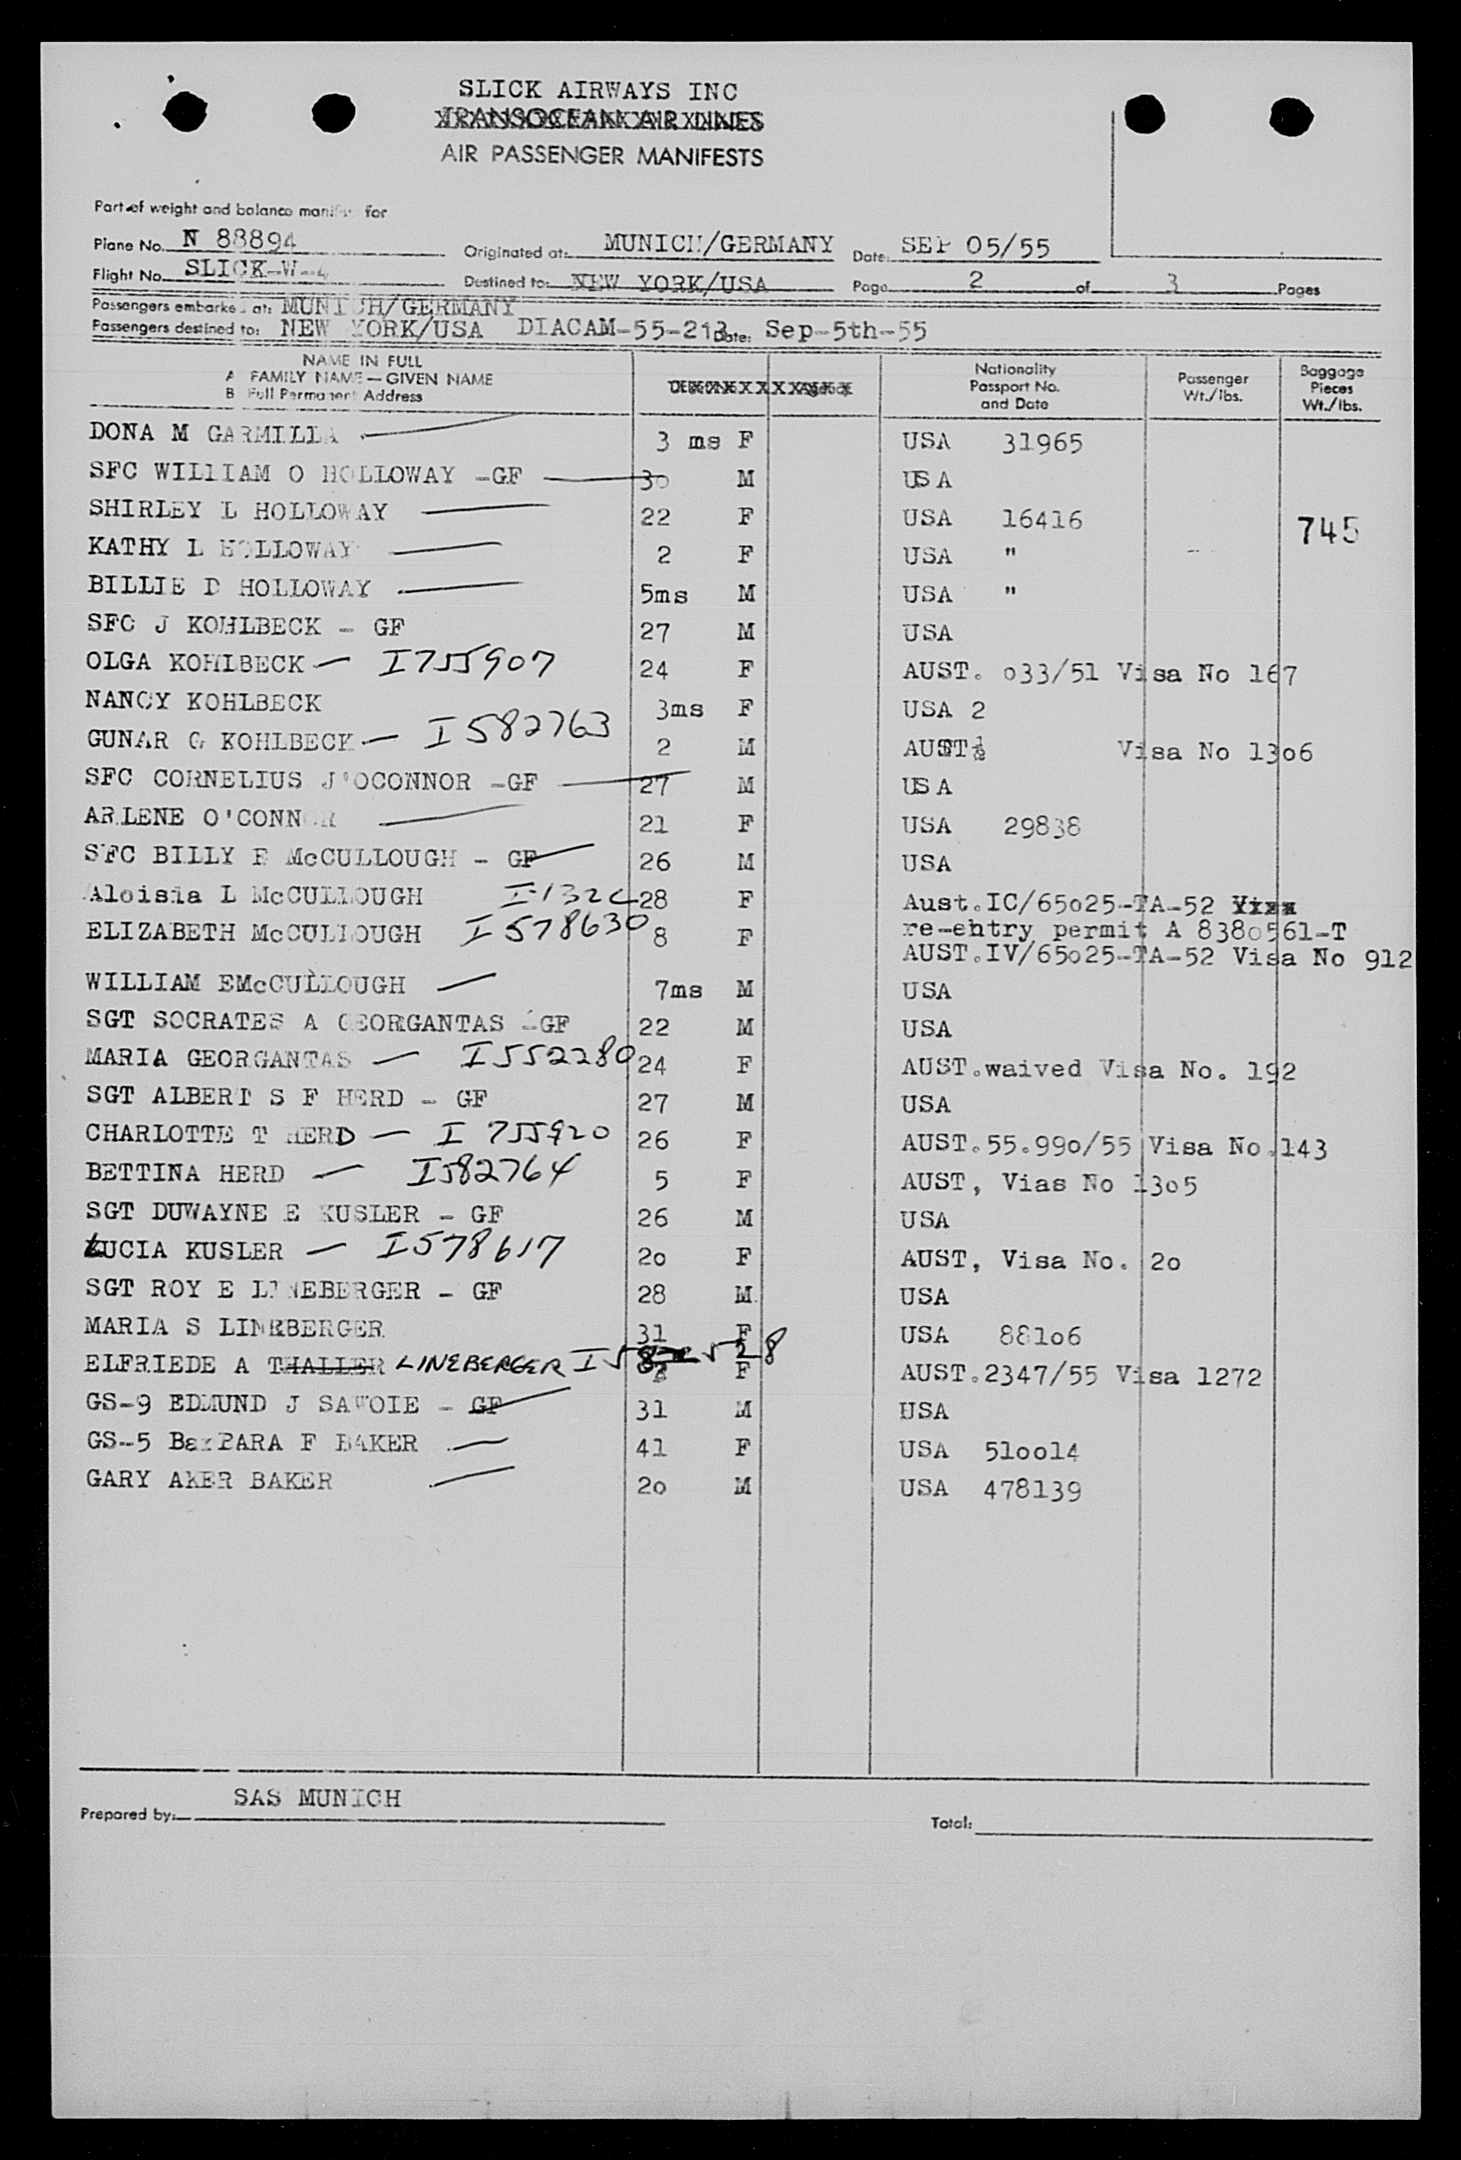 SLICK AIRWAYS INC
TRANSOCEAN AIR LINES
AIR PASSENGER MANIFESTS
Part of weight and balance manifest for
Plane No. N 88894 Originated at: MUNICH/GERMANY Date: SEP 05/55
Flight No. SLICK-W-4 Destined to: NEW YORK/USA Page 2 of 3 Pages
Passengers embarked at: MUNICH/GERMANY
Passengers destined to: NEW YORK/USA DIACAM-55-213 Date: Sep-5th-55
NAME IN FULL
A FAMILY NAME — GIVEN NAME
B Full Permanent Address
Nationality
Passport No.
and Date
Passenger
Wt./lbs.
Baggage
Pieces
Wt./lbs.
DONA M GARMILLA 3 ms F USA 31965
SFC WILlIAM O HOLLOWAY -GF 30 M USA
SHIRLEY L HOLLOWAY 22 F USA 16416 745
KATHY L HOLLOWAY 2 F USA "
BILLIE D HOLLOWAY 5ms M USA "
SFC J KOHLBECK - GF 27 M USA
OLGA KOHLBECK — I755907 24 F AUST. 033/51 Visa No 167
NANCY KOHLBECK 3ms F USA 2
GUNAR G KOHLBECK — I582763 2 M AUST. Visa No 1306
SFC CORNELIUS J'OCONNOR -GF 27 M USA
ARLENE O'CONNOR 21 F USA 29838
SFC BILLY E McCULLOUGH - GF 26 M USA
Aloisia L McCULLOUGH I-132C 28 F Aust.IC/65025-TA-52
re-ehtry permit A 8380561-T
ELIZABETH McCULLOUGH I578630 8 F AUST.IV/65025-TA-52 Visa No 912
WILLIAM EMcCULLOUGH 7ms M USA
SGT SOCRATES A GEORGANTAS -GF 22 M USA
MARIA GEORGANTAS — I552280 24 F AUST.waived Visa No. 192
SGT ALBERT S F HERD - GF 27 M USA
CHARLOTTE T HERD — I 755920 26 F AUST.55.990/55 Visa No.143
BETTINA HERD — I582764 5 F AUST, Vias No 1305
SGT DUWAYNE E KUSLER - GF 26 M USA
LUCIA KUSLER — I578617 20 F AUST, Visa No. 20
SGT ROY E LINEBERGER - GF 28 M USA
MARIA S LINEBERGER 31 F USA 88106
ELFRIEDE A THALLER LINEBERGER F AUST.2347/55 Visa 1272
GS-9 EDMUND J SAVOIE - GF 31 M USA
GS-5 BarBARA F BAKER 41 F USA 510014
GARY AKER BAKER 20 M USA 478139
SAS MUNICH
Prepared by:
Total: